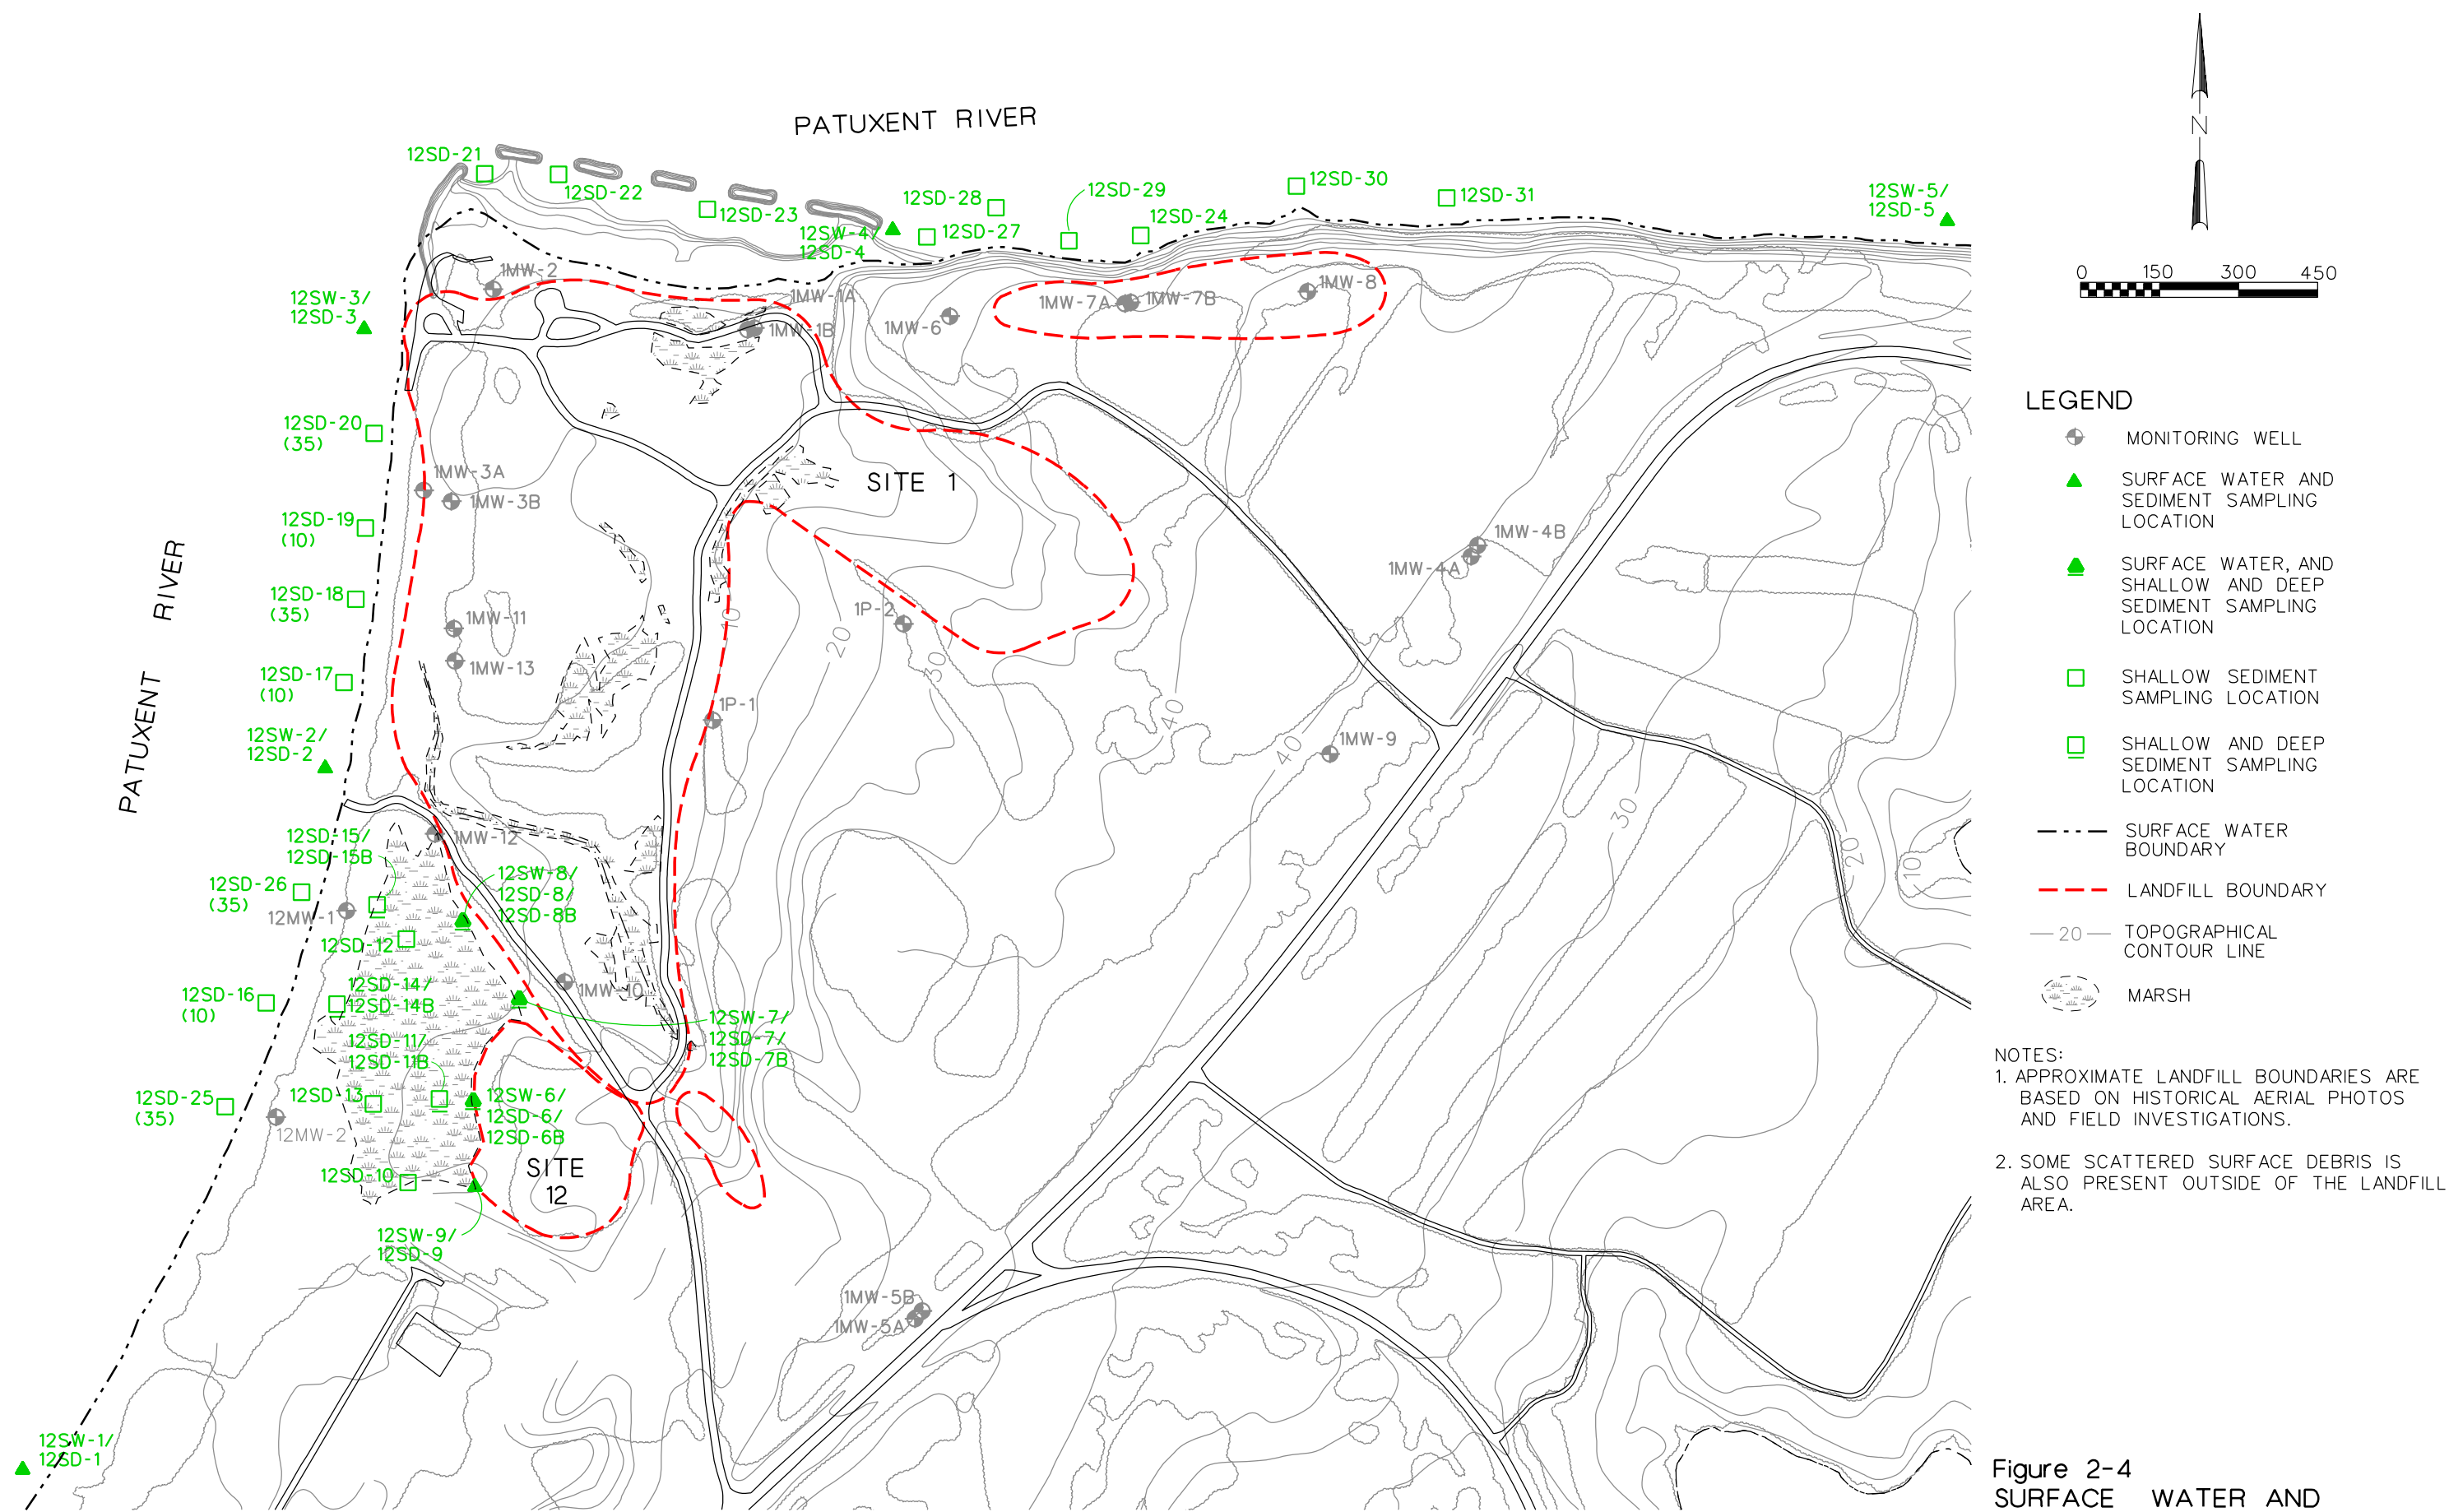 PATUXENT RIVER
12SD-21
12SD-22
12SD-23
12SW-4/
12SD-4
12SD-28
12SD-27
12SD-29
12SD-24
12SD-30
12SD-31
12SW-5/
12SD-5
1MW-2
1MW-1A
1MW-1B
1MW-6
1MW-7A
1MW-7B
1MW-8
12SW-3/
12SD-3
12SD-20
(35)
1MW-3A
1MW-3B
SITE 1
12SD-19
(10)
1MW-4B
1MW-4A
12SD-18
(35)
1MW-11
1MW-13
1P-2
10
20
30
40
PATUXENT RIVER
12SD-17
(10)
1P-1
12SW-2/
12SD-2
40
1MW-9
30
20
10
12SD-15/
12SD-15B
1MW-12
12SW-8/
12SD-8/
12SD-8B
12SD-26
(35)
12MW-1
12SD-12
1MW-10
12SD-14/
12SD-14B
12SD-16
(10)
12SW-7/
12SD-7/
12SD-7B
12SD-11/
12SD-11B
12SD-13
12SD-25
(35)
12MW-2
12SW-6/
12SD-6/
12SD-6B
12SD-10
SITE
12
12SW-9/
12SD-9
1MW-5B
1MW-5A
12SW-1/
12SD-1
N
0 150 300 450
LEGEND
MONITORING WELL
SURFACE WATER AND
SEDIMENT SAMPLING
LOCATION
SURFACE WATER, AND
SHALLOW AND DEEP
SEDIMENT SAMPLING
LOCATION
SHALLOW SEDIMENT
SAMPLING LOCATION
SHALLOW AND DEEP
SEDIMENT SAMPLING
LOCATION
SURFACE WATER
BOUNDARY
LANDFILL BOUNDARY
20 TOPOGRAPHICAL
CONTOUR LINE
MARSH
NOTES:
1. APPROXIMATE LANDFILL BOUNDARIES ARE
BASED ON HISTORICAL AERIAL PHOTOS
AND FIELD INVESTIGATIONS.
2. SOME SCATTERED SURFACE DEBRIS IS
ALSO PRESENT OUTSIDE OF THE LANDFILL
AREA.
Figure 2-4
SURFACE WATER AND